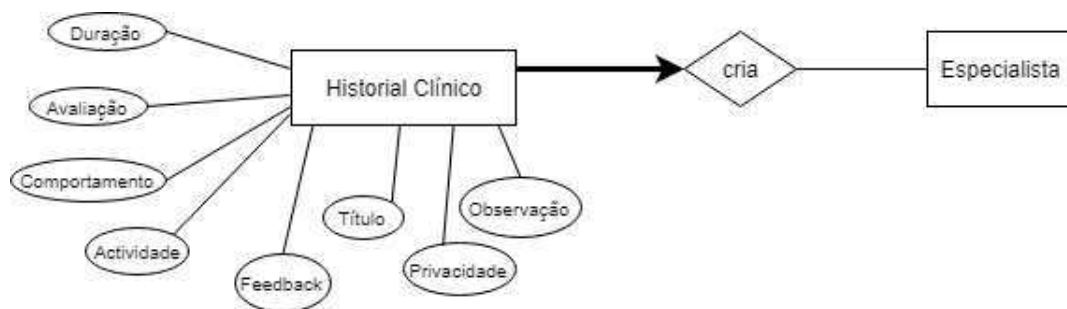 Duração
Historial Clínico
cria
Especialista
Avaliação
Comportamento
Actividade
Feedback
Título
Privacidade
Observação